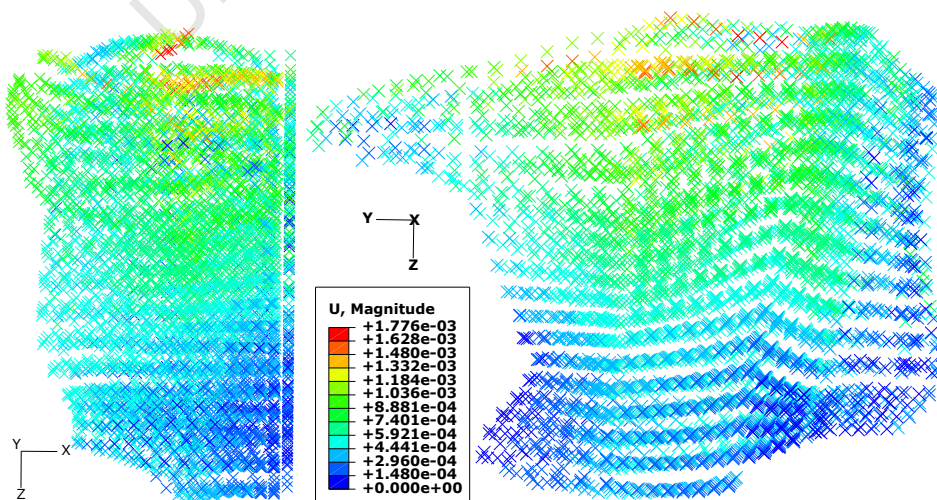 Y X
Z
U, Magnitude
+1.776e-03
+1.628e-03
+1.480e-03
+1.332e-03
+1.184e-03
+1.036e-03
+8.881e-04
+7.401e-04
+5.921e-04
+4.441e-04
+2.960e-04
+1.480e-04
+0.000e+00
Y X
Z